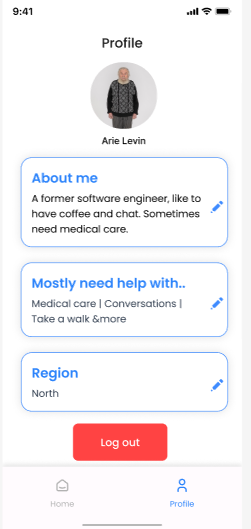 9:41
Profile
Arie Levin
About me
A former software engineer, like to
have coffee and chat. Sometimes
need medical care.
Mostly need help with..
Medical care | Conversations |
Take a walk &more
Region
North
Log out
Home
Profile